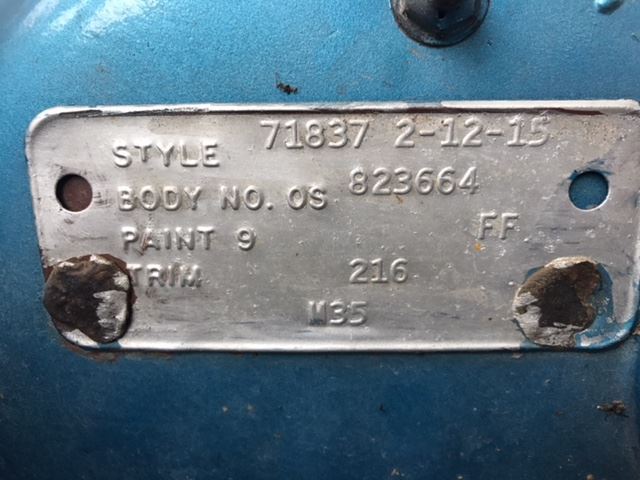 STYLE 71837 2-12-15
BODY NO. OS 823664
PAINT 9 FF
TRIM 216
M35